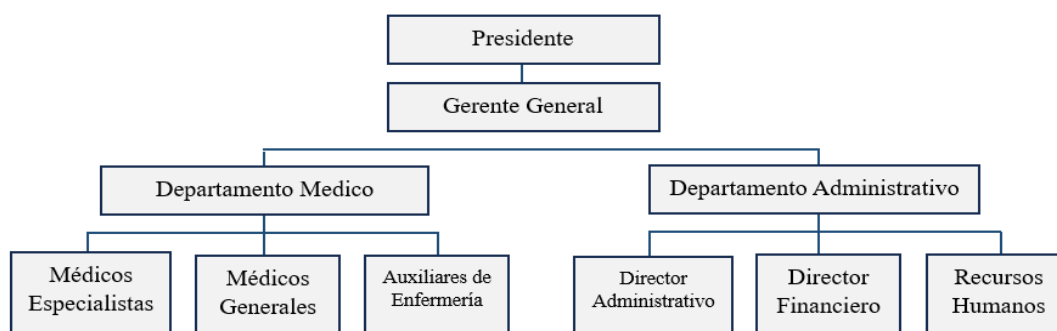 Presidente
Gerente General
Departamento Medico
Departamento Administrativo
Médicos
Especialistas
Médicos
Generales
Auxiliares de
Enfermería
Director
Administrativo
Director
Financiero
Recursos
Humanos